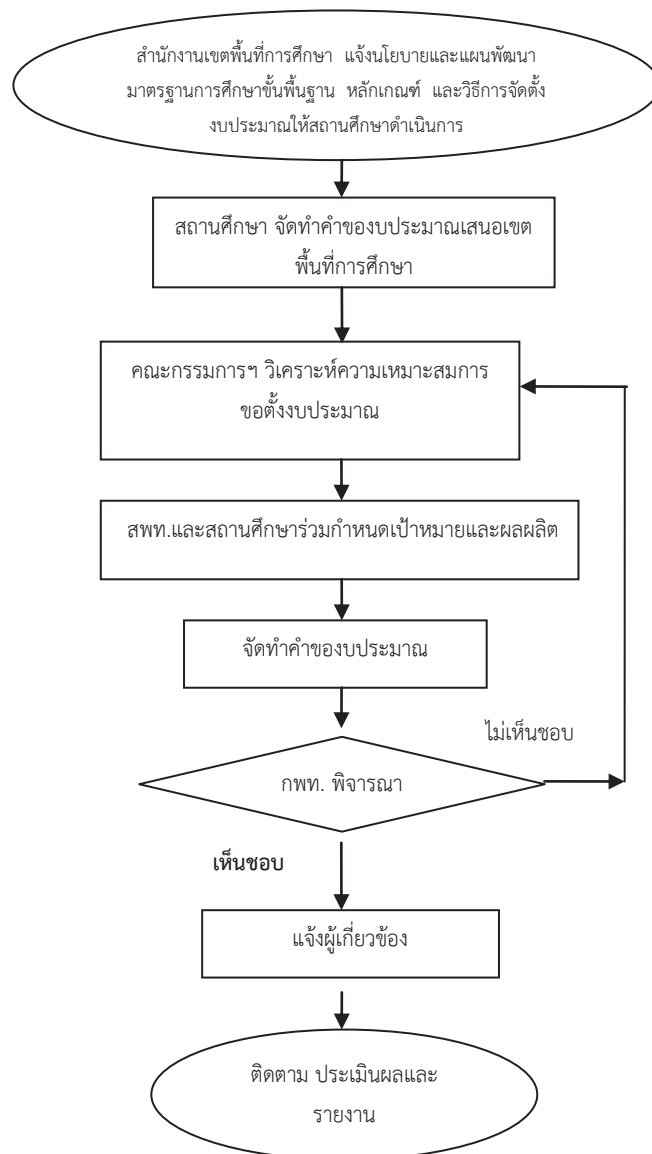 สำนักงานเขตพื้นที่การศึกษา แจ้งนโยบายและแผนพัฒนา
มาตรฐานการศึกษาขั้นพื้นฐาน หลักเกณฑ์ และวิธีการจัดตั้ง
งบประมาณให้สถานศึกษาดำเนินการ
สถานศึกษา จัดทำคำของบประมาณเสนอเขต
พื้นที่การศึกษา
คณะกรรมการฯ วิเคราะห์ความเหมาะสมการ
ขอตั้งงบประมาณ
สพท.และสถานศึกษาร่วมกำหนดเป้าหมายและผลผลิต
จัดทำคำของบประมาณ
ไม่เห็นชอบ
กพท. พิจารณา
เห็นชอบ
แจ้งผู้เกี่ยวข้อง
ติดตาม ประเมินผลและ
รายงาน